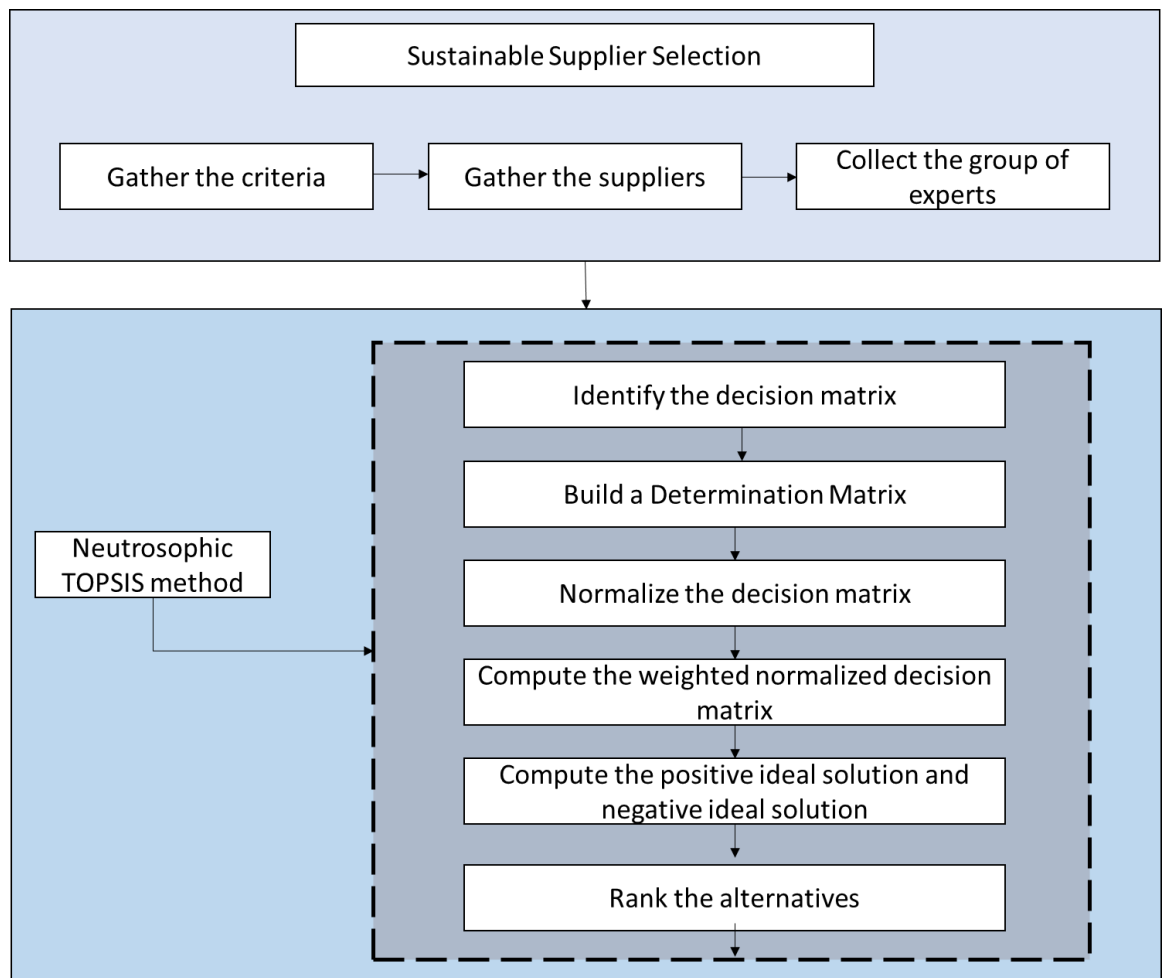 Sustainable Supplier Selection
Gather the criteria
Gather the suppliers
Collect the group of
experts
Identify the decision matrix
Build a Determination Matrix
Neutrosophic
TOPSIS method
Normalize the decision matrix
Compute the weighted normalized decision
matrix
Compute the positive ideal solution and
negative ideal solution
Rank the alternatives